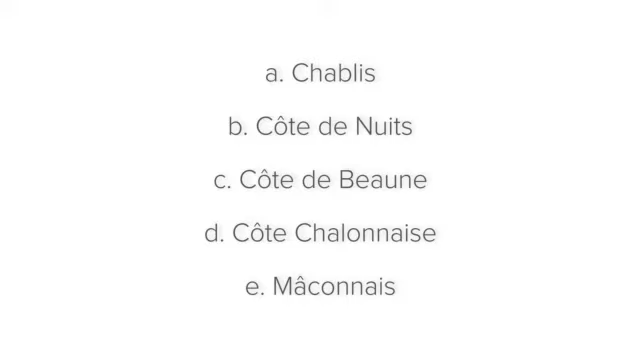 a. Chablis
b. Côte de Nuits
c. Côte de Beaune
d. Côte Chalonnaise
e. Mâconnais